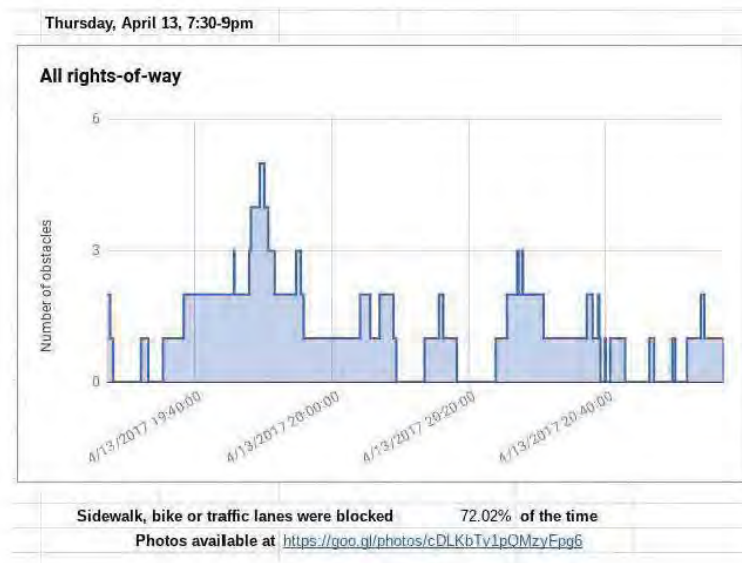 Thursday, April 13, 7:30-9pm
All rights-of-way
Number of obstacles
6
3
0
4/13/2017 19:40:00
4/13/2017 20:00:00
4/13/2017 20:20:00
4/13/2017 20:40:00
Sidewalk, bike or traffic lanes were blocked 72.02% of the time
Photos available at https://goo.gl/photos/cDLKbTv1pQMzyFpg6